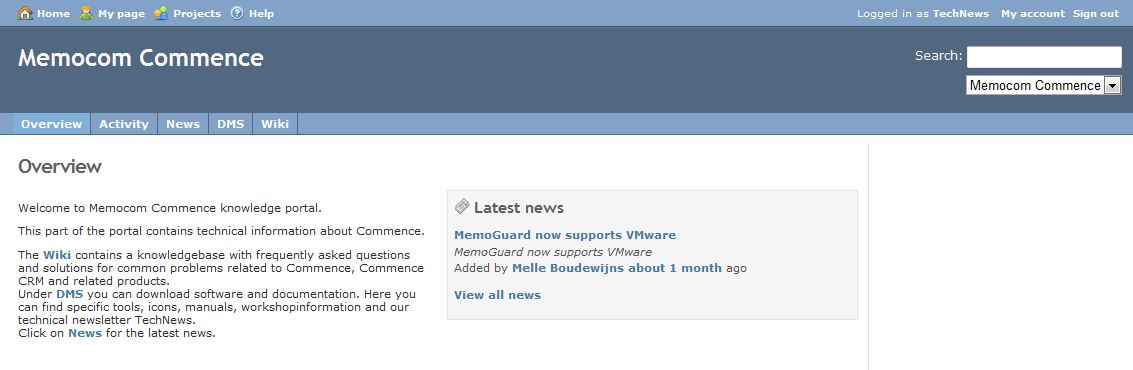 Home My page Projects Help Logged in as TechNews My account Sign out
Memocom Commence
Search:
Memocom Commence
Overview Activity News DMS Wiki
Overview
Welcome to Memocom Commence knowledge portal.
This part of the portal contains technical information about Commence.
The Wiki contains a knowledgebase with frequently asked questions
and solutions for common problems related to Commence, Commence
CRM and related products.
Under DMS you can download software and documentation. Here you
can find specific tools, icons, manuals, workshopinformation and our
technical newsletter TechNews.
Click on News for the latest news.
Latest news
MemoGuard now supports VMware
MemoGuard now supports VMware
Added by Melle Boudewijns about 1 month ago
View all news